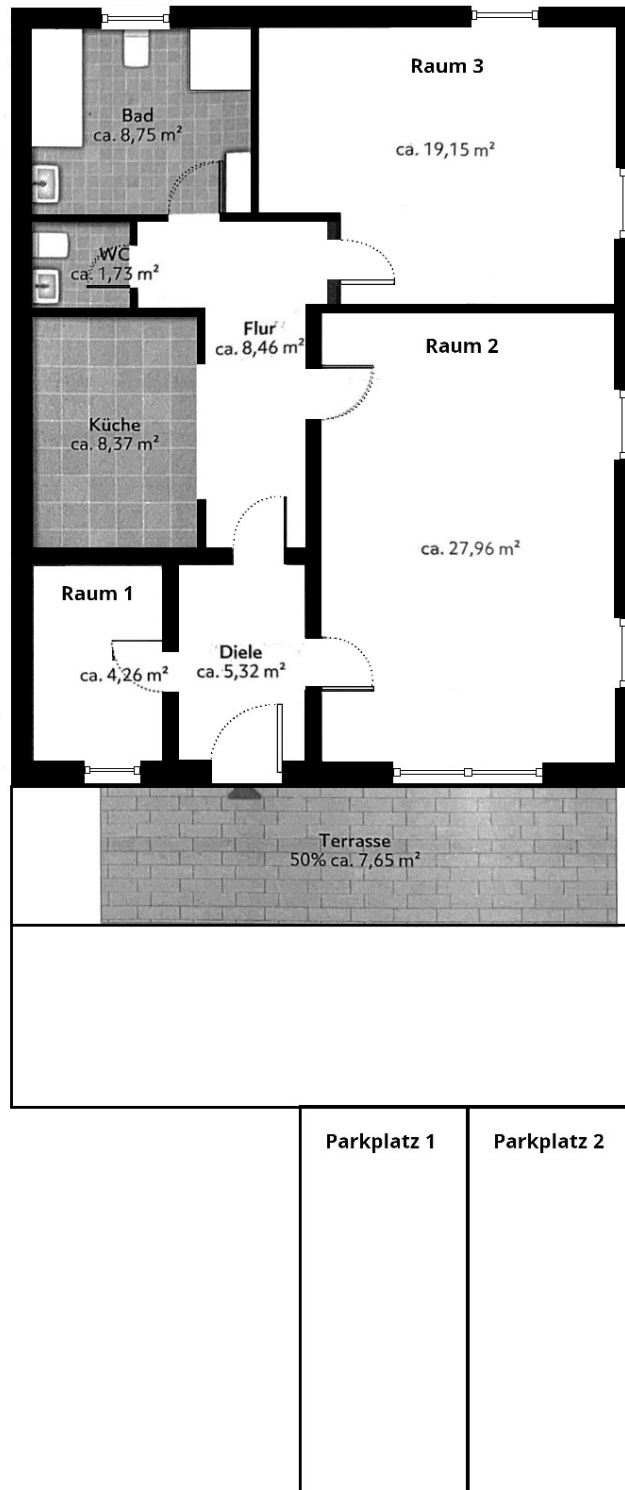 Raum 3
ca. 19,15 m²
Bad
ca. 8,75 m²
WC
ca. 1,73 m²
Flur
ca. 8,46 m²
Raum 2
ca. 27,96 m²
Küche
ca. 8,37 m²
Raum 1
ca. 4,26 m²
Diele
ca. 5,32 m²
Terrasse
50% ca. 7,65 m²
Parkplatz 1
Parkplatz 2